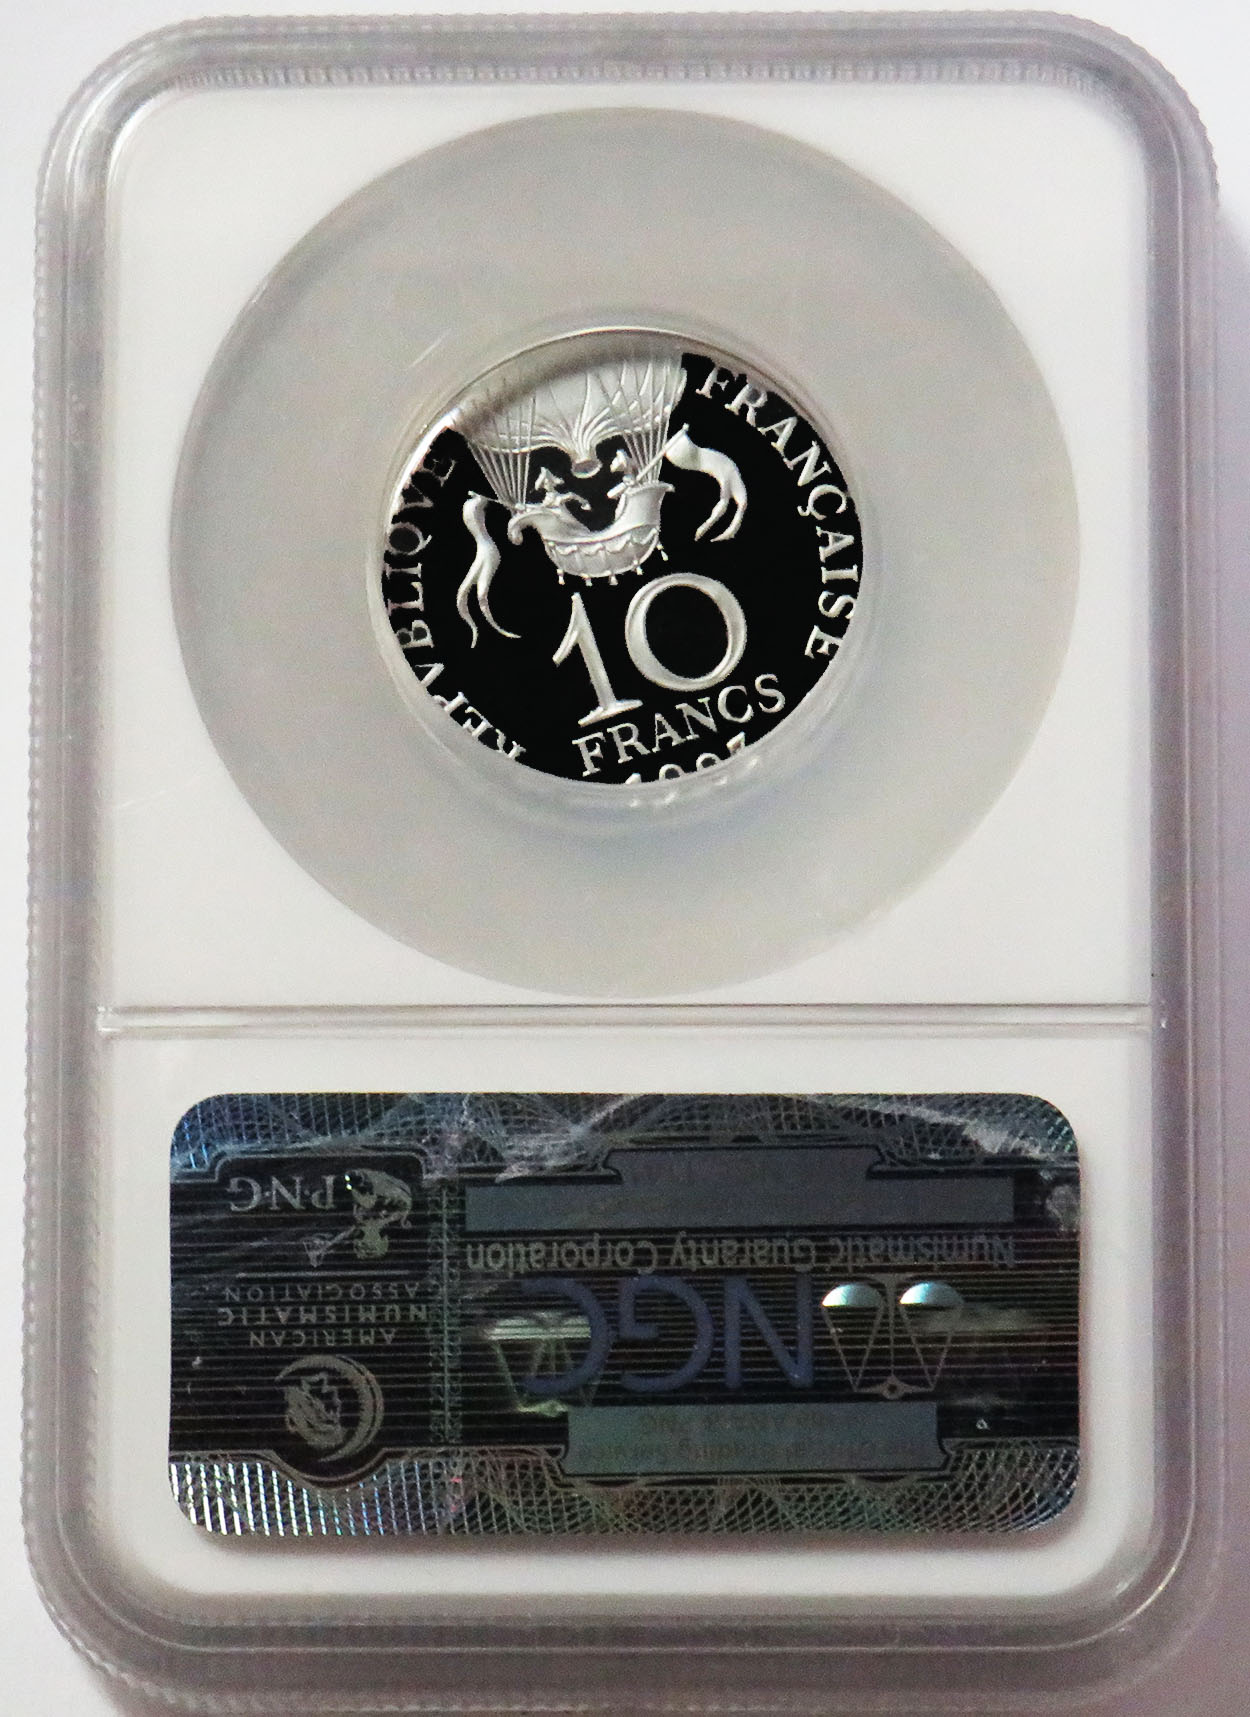 REPVBLIQVE
FRANÇAISE
10
FRANCS
P·N·G
AMERICAN
NUMISMATIC
ASSOCIATION
Numismatic Guaranty Corporation
NGC